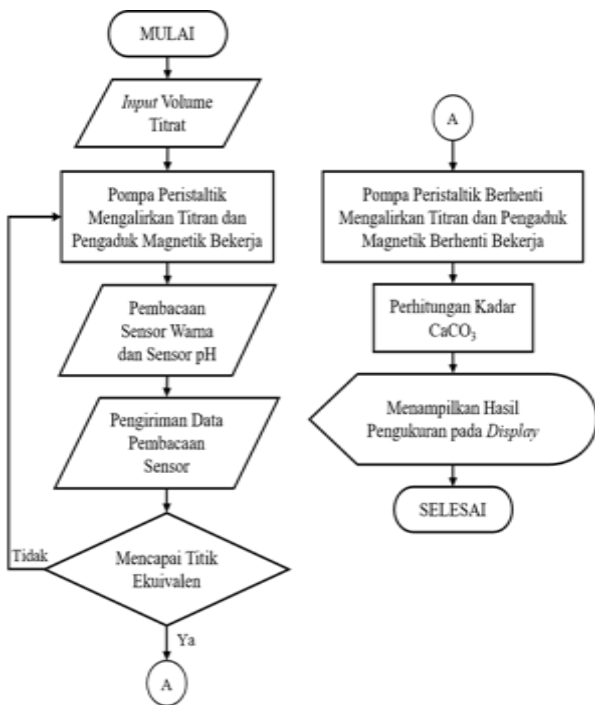 MULAI
Input Volume
Titrat
Pompa Peristaltik
Mengalirkan Titran dan
Pengaduk Magnetik Bekerja
Pembacaan
Sensor Warna
dan Sensor pH
Pengiriman Data
Pembacaan
Sensor
Tidak
Mencapai Titik
Ekuivalen
Ya
A
A
Pompa Peristaltik Berhenti
Mengalirkan Titran dan Pengaduk
Magnetik Berhenti Bekerja
Perhitungan Kadar
CaCO₃
Menampilkan Hasil
Pengukuran pada Display
SELESAI